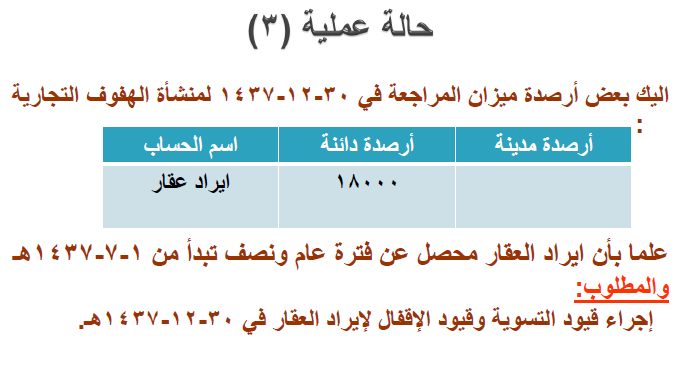 حالة عملية (٣)
اليك بعض أرصدة ميزان المراجعة في ٣٠-١٢-١٤٣٧ لمنشأة الهفوف التجارية
:
أرصدة مدينة أرصدة دائنة اسم الحساب
١٨٠٠٠ ايراد عقار
علما بأن ايراد العقار محصل عن فترة عام ونصف تبدأ من ١-٧-١٤٣٧هـ
والمطلوب:
إجراء قيود التسوية وقيود الإقفال لإيراد العقار في ٣٠-١٢-١٤٣٧هـ.